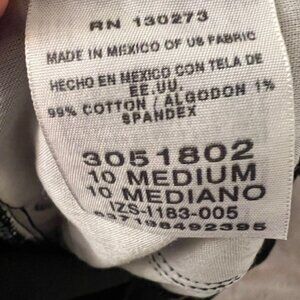 RN 130273
MADE IN MEXICO OF US FABRIC
HECHO EN MEXICO CON TELA DE
EE.UU.
99% COTTON / ALGODON 1%
SPANDEX
3051802
10 MEDIUM
10 MEDIANO
IZS-1183-005